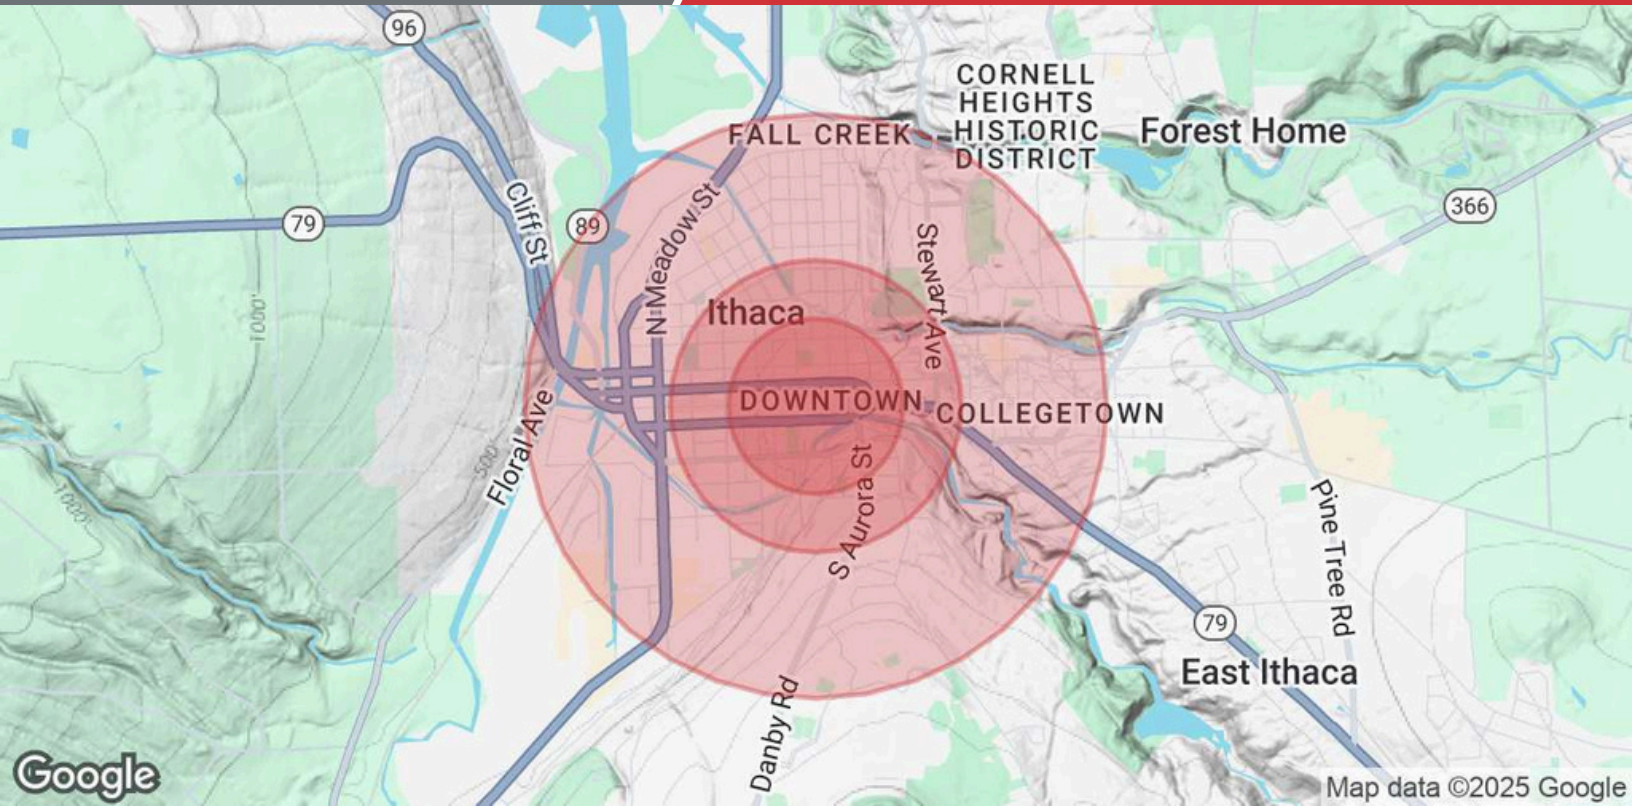 96
CORNELL
HEIGHTS
HISTORIC
DISTRICT
FALL CREEK
Forest Home
79
Cliff St
89
N Meadow St
Stewart Ave
366
1000'
Ithaca
DOWNTOWN
COLLEGETOWN
Floral Ave
500'
1000'
S Aurora St
Pine Tree Rd
79
East Ithaca
Danby Rd
Google
Map data ©2025 Google